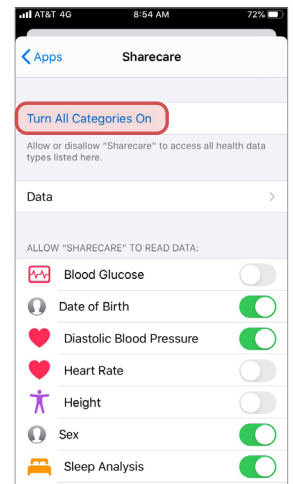 AT&T 4G 8:54 AM 72%
Apps Sharecare
Turn All Categories On
Allow or disallow "Sharecare" to access all health data
types listed here.
Data
ALLOW "SHARECARE" TO READ DATA:
Blood Glucose
Date of Birth
Diastolic Blood Pressure
Heart Rate
Height
Sex
Sleep Analysis